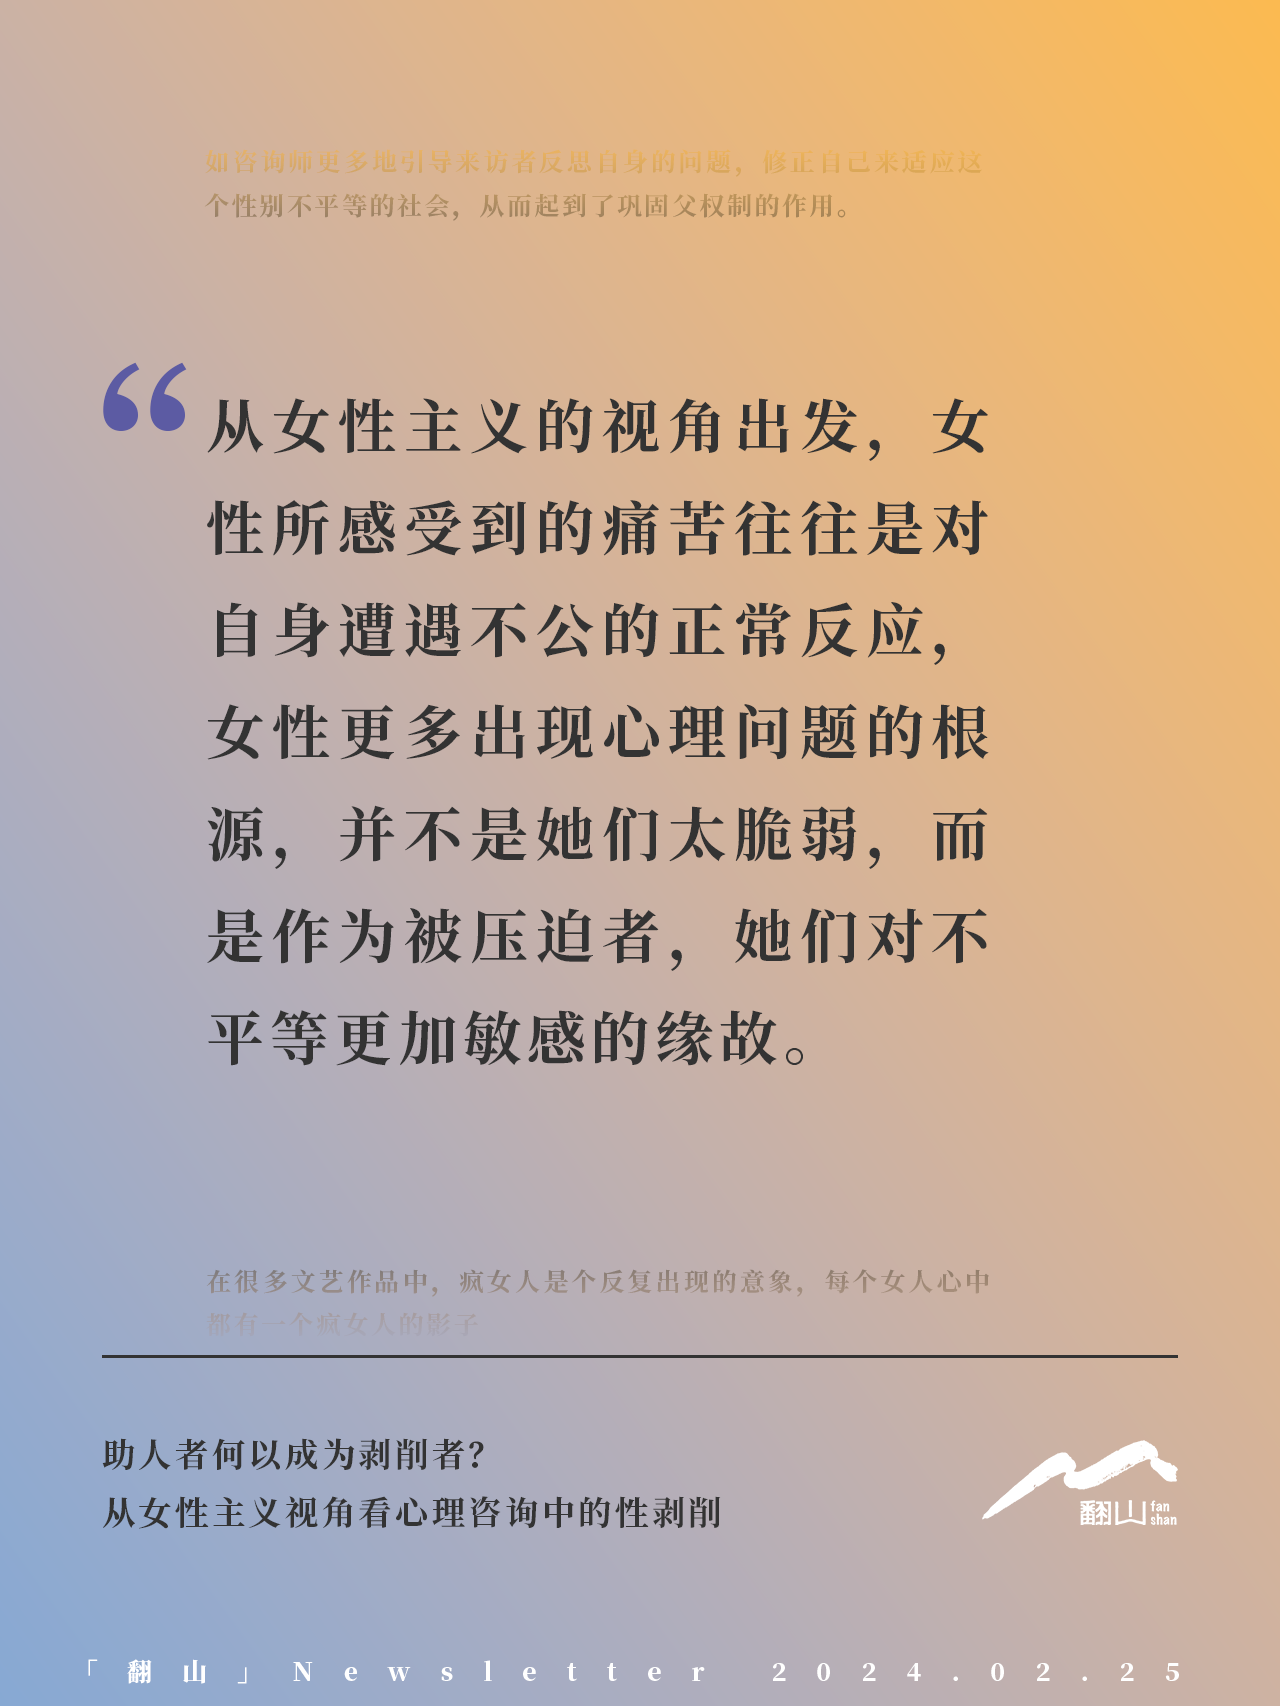 如咨询师更多地引导来访者反思自身的问题，修正自己来适应这
个性别不平等的社会，从而起到了巩固父权制的作用。
“从女性主义的视角出发，女
性所感受到的痛苦往往是对
自身遭遇不公的正常反应，
女性更多出现心理问题的根
源，并不是她们太脆弱，而
是作为被压迫者，她们对不
平等更加敏感的缘故。
在很多文艺作品中，疯女人是个反复出现的意象，每个女人心中
都有一个疯女人的影子
助人者何以成为剥削者？
从女性主义视角看心理咨询中的性剥削
翻山 fan
shan
「翻山」Newsletter 2024.02.25